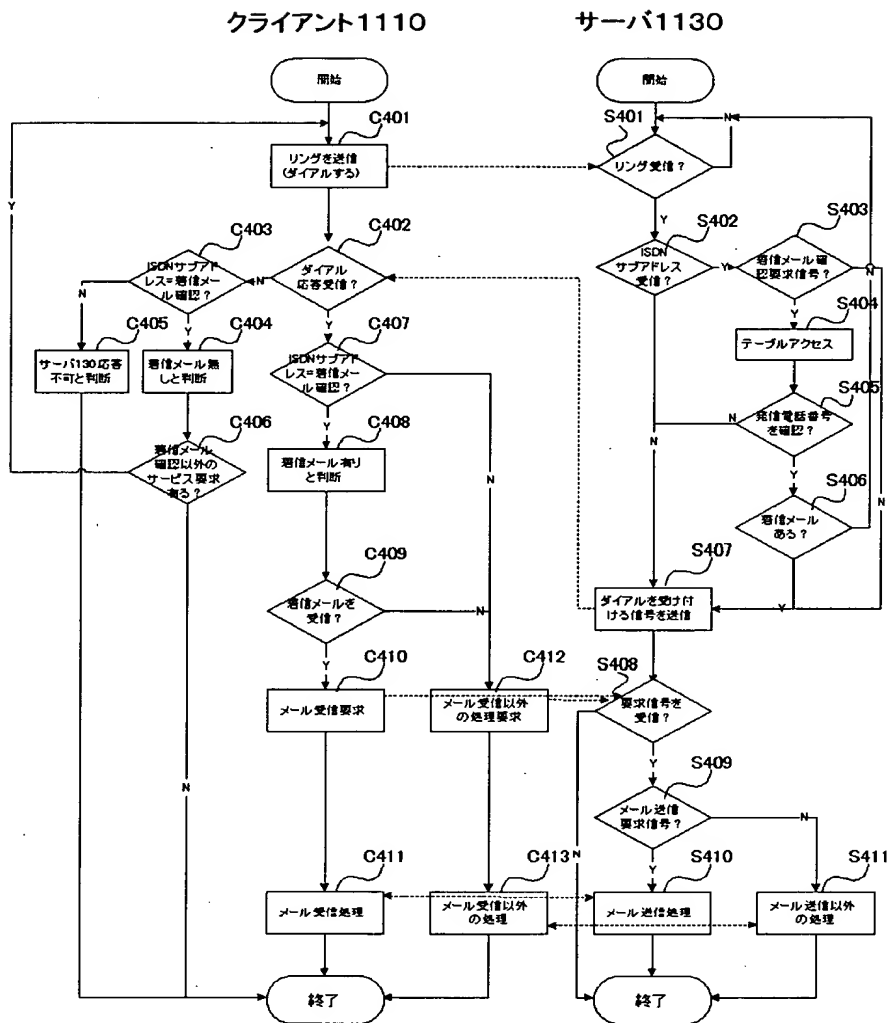 クライアント1110
サーバ1130
開始
C401
リングを送信
(ダイアルする)
C402
ダイアル
応答受信?
C403
ISDNサブアド
レス=着信メー
ル確認?
N
Y
N
Y
C404
着信メール無
しと判断
C405
サーバ130応答
不可と判断
C406
着信メール
確認以外の
サービス要求
有る?
Y
N
C407
ISDNサブアド
レス=着信メー
ル確認?
Y
N
C408
着信メール有り
と判断
C409
着信メールを
受信?
N
Y
C410
メール受信要求
C412
メール受信以外
の処理要求
C411
メール受信処理
C413
メール受信以外
の処理
終了
開始
S401
リング受信?
N
Y
S402
ISDN
サブアドレス
受信?
Y
N
S403
着信メール確
認要求信号?
Y
N
S404
テーブルアクセス
S405
発信電話番号
を確認?
N
Y
S406
着信メール
ある?
N
Y
S407
ダイアルを受け付
ける信号を送信
S408
要求信号を
受信?
Y
N
S409
メール送信
要求信号?
N
Y
S410
メール送信処理
S411
メール送信以外
の処理
終了